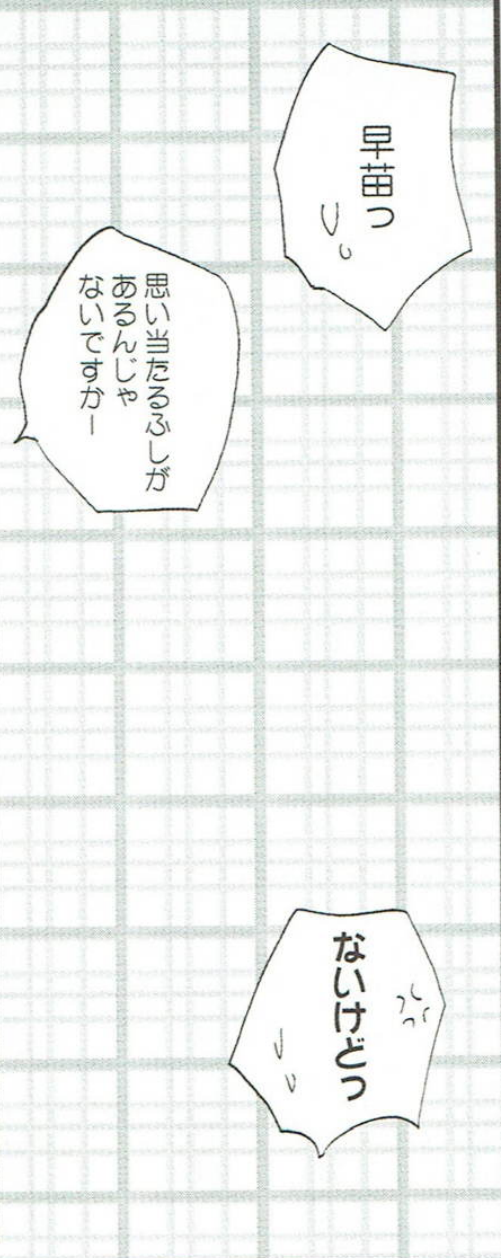 早苗っ
思い当たるふしが
あるんじゃ
ないですかー
ないけどっ